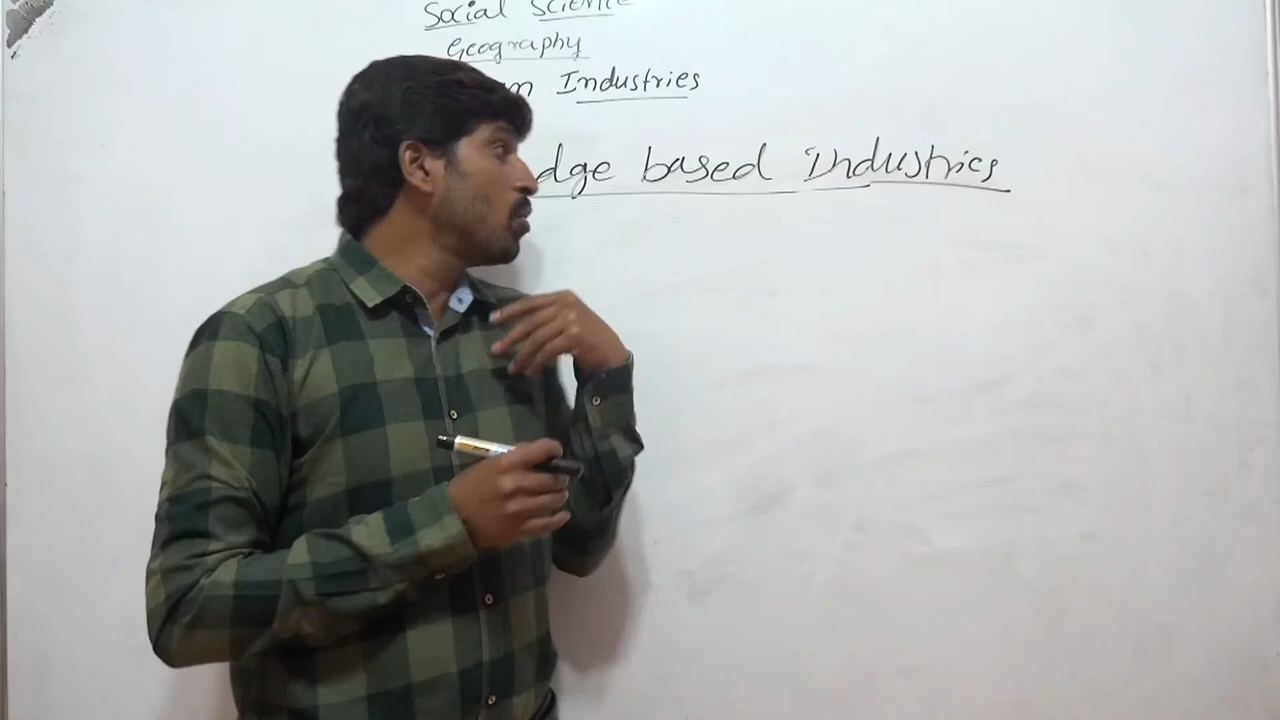 Social Science
Geography
Industries
dge based Industries